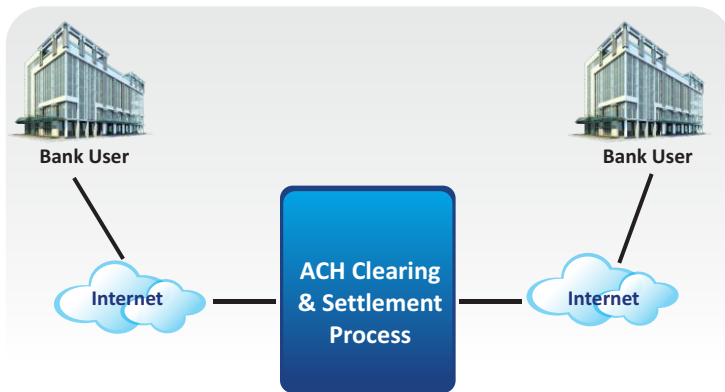 Bank User
Bank User
Internet
ACH Clearing
& Settlement
Process
Internet